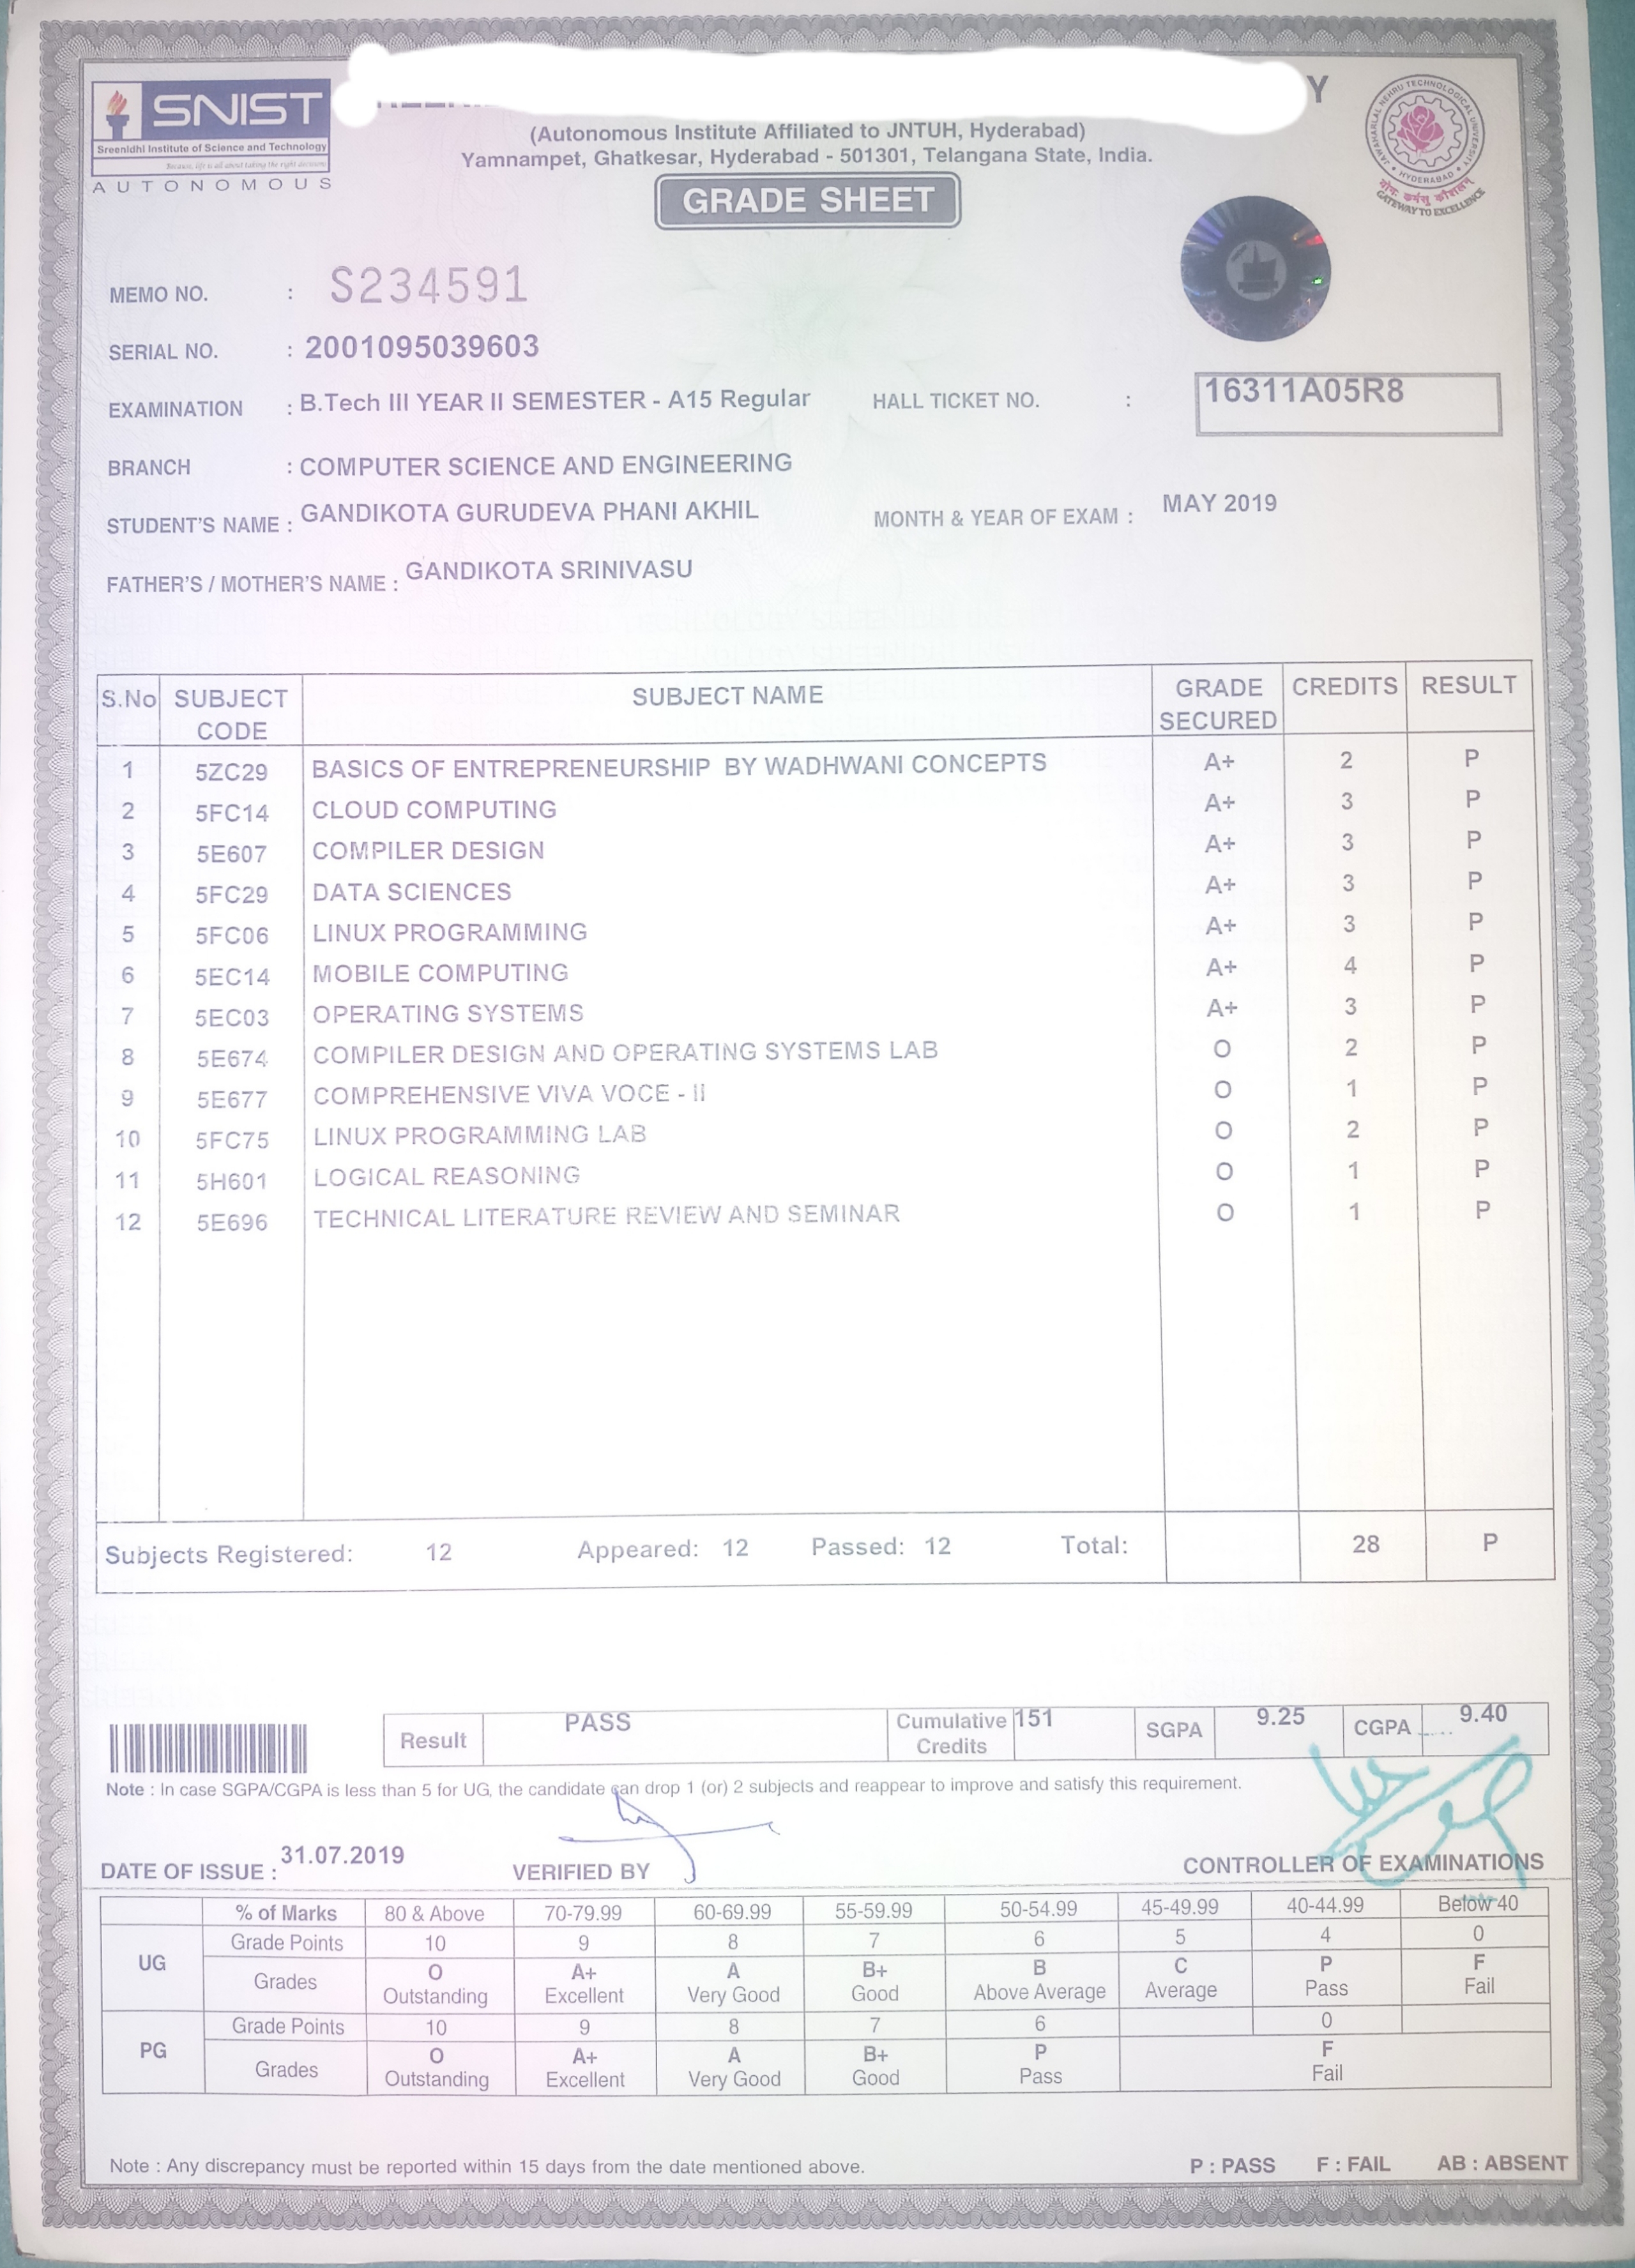 SNIST
Sreenidhi Institute of Science and Technology
Because, life is all about taking the right decisions
AUTONOMOUS
Y
(Autonomous Institute Affiliated to JNTUH, Hyderabad)
Yamnampet, Ghatkesar, Hyderabad - 501301, Telangana State, India.
GRADE SHEET
JAWAHARLAL NEHRU TECHNOLOGICAL UNIVERSITY
HYDERABAD
योगः कर्मसु कौशलम्
GATEWAY TO EXCELLENCE
MEMO NO. : S234591
SERIAL NO. : 2001095039603
EXAMINATION : B.Tech III YEAR II SEMESTER - A15 Regular HALL TICKET NO. : 16311A05R8
BRANCH : COMPUTER SCIENCE AND ENGINEERING
STUDENT'S NAME : GANDIKOTA GURUDEVA PHANI AKHIL MONTH & YEAR OF EXAM : MAY 2019
FATHER'S / MOTHER'S NAME : GANDIKOTA SRINIVASU
S.No SUBJECT CODE SUBJECT NAME GRADE SECURED CREDITS RESULT
1 5ZC29 BASICS OF ENTREPRENEURSHIP BY WADHWANI CONCEPTS A+ 2 P
2 5FC14 CLOUD COMPUTING A+ 3 P
3 5E607 COMPILER DESIGN A+ 3 P
4 5FC29 DATA SCIENCES A+ 3 P
5 5FC06 LINUX PROGRAMMING A+ 3 P
6 5EC14 MOBILE COMPUTING A+ 4 P
7 5EC03 OPERATING SYSTEMS A+ 3 P
8 5E674 COMPILER DESIGN AND OPERATING SYSTEMS LAB O 2 P
9 5E677 COMPREHENSIVE VIVA VOCE - II O 1 P
10 5FC75 LINUX PROGRAMMING LAB O 2 P
11 5H601 LOGICAL REASONING O 1 P
12 5E696 TECHNICAL LITERATURE REVIEW AND SEMINAR O 1 P
Subjects Registered: 12 Appeared: 12 Passed: 12 Total: 28 P
Result PASS Cumulative Credits 151 SGPA 9.25 CGPA 9.40
Note : In case SGPA/CGPA is less than 5 for UG, the candidate can drop 1 (or) 2 subjects and reappear to improve and satisfy this requirement.
DATE OF ISSUE : 31.07.2019 VERIFIED BY CONTROLLER OF EXAMINATIONS
% of Marks 80 & Above 70-79.99 60-69.99 55-59.99 50-54.99 45-49.99 40-44.99 Below 40
UG Grade Points 10 9 8 7 6 5 4 0
Grades O Outstanding A+ Excellent A Very Good B+ Good B Above Average C Average P Pass F Fail
PG Grade Points 10 9 8 7 6 0
Grades O Outstanding A+ Excellent A Very Good B+ Good P Pass F Fail
Note : Any discrepancy must be reported within 15 days from the date mentioned above.
P : PASS F : FAIL AB : ABSENT